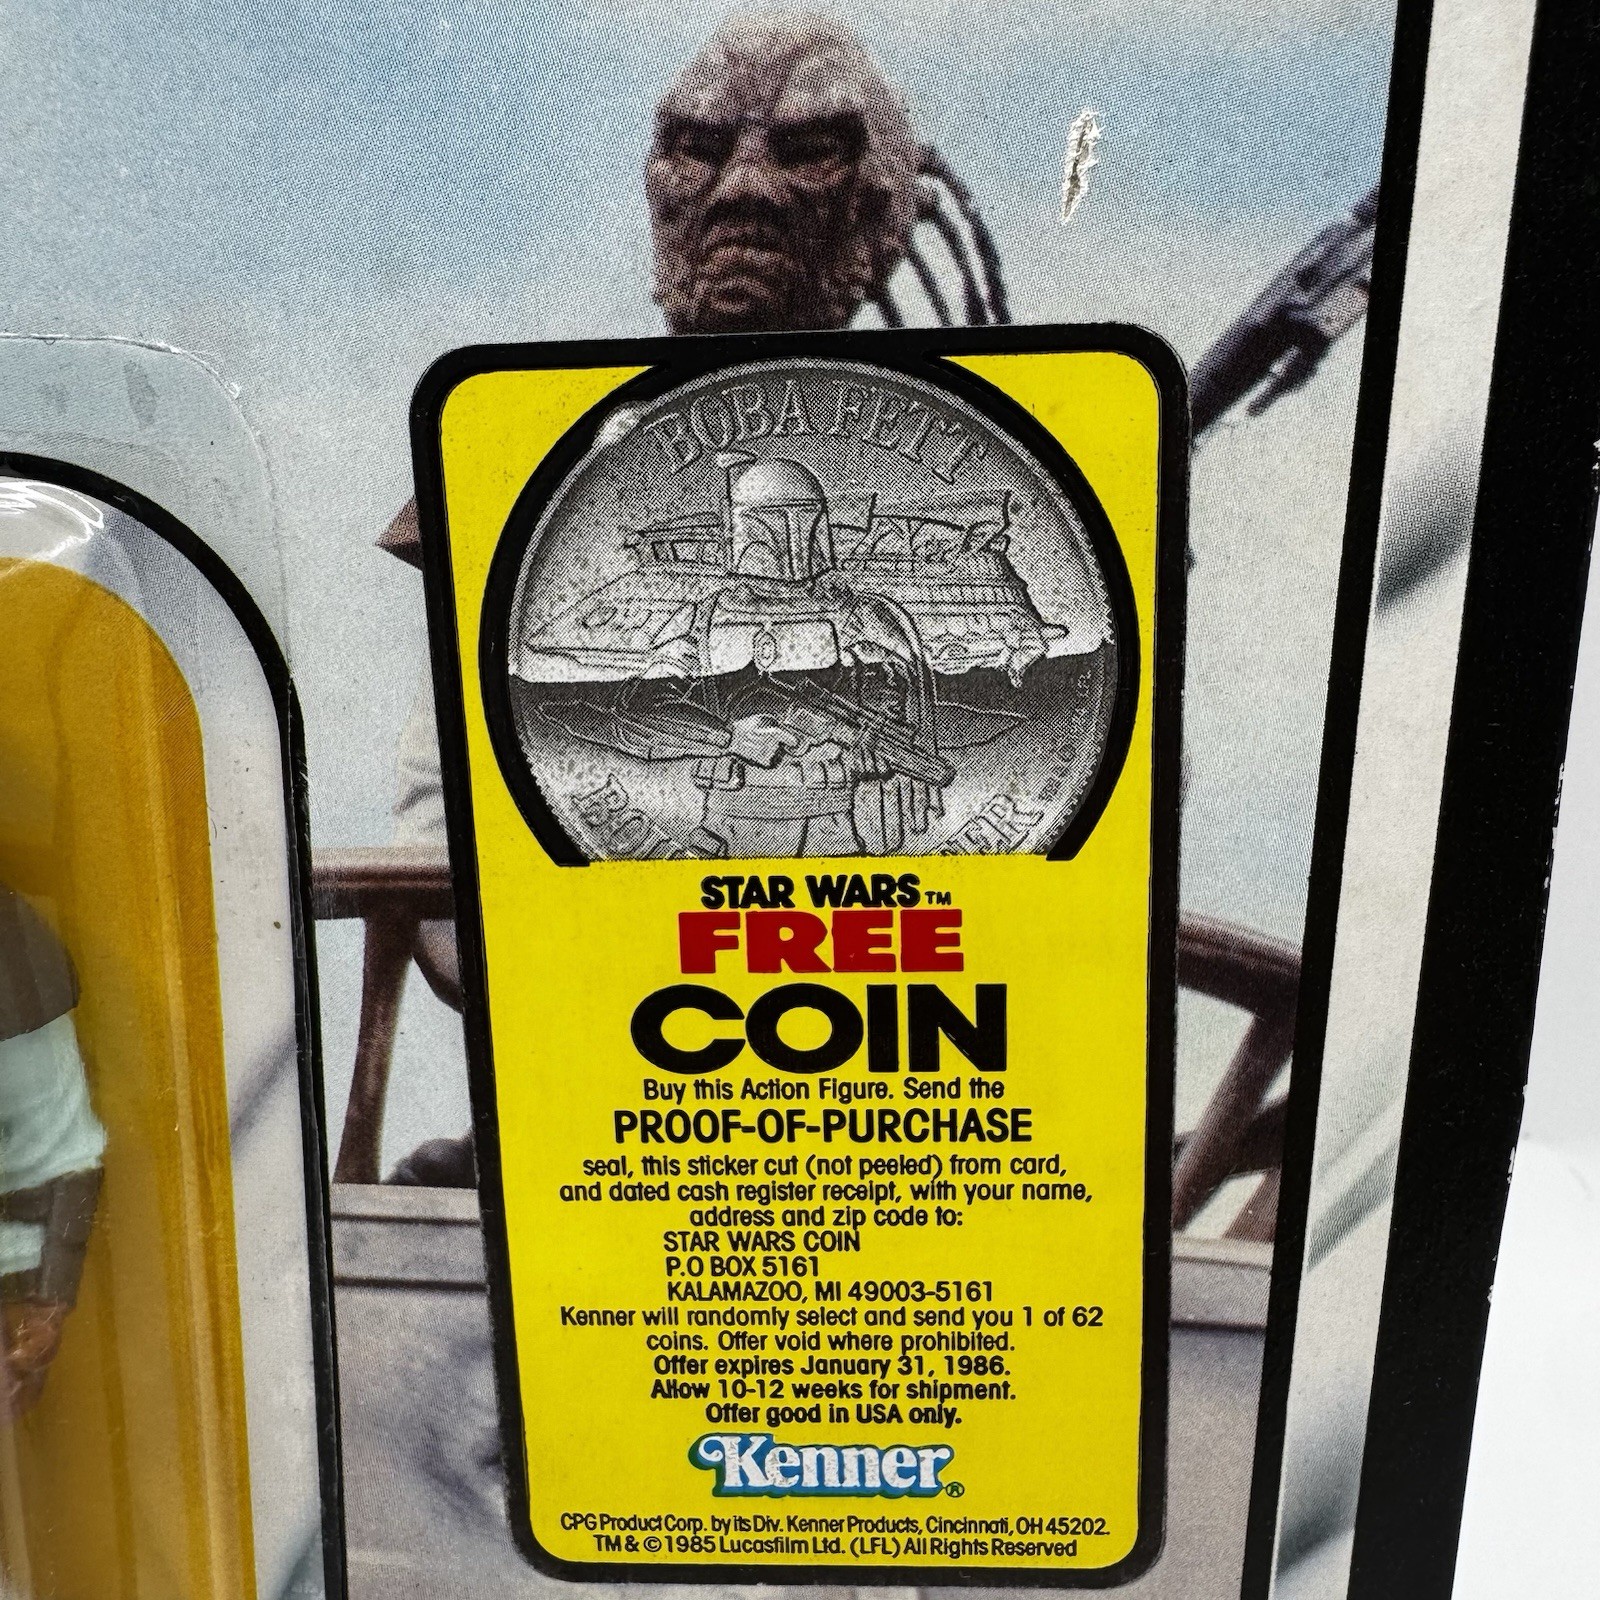 BOBA FETT
STAR WARS TM
FREE
COIN
Buy this Action Figure. Send the
PROOF-OF-PURCHASE
seal, this sticker cut (not peeled) from card,
and dated cash register receipt, with your name,
address and zip code to:
STAR WARS COIN
P.O BOX 5161
KALAMAZOO, MI 49003-5161
Kenner will randomly select and send you 1 of 62
coins. Offer void where prohibited.
Offer expires January 31, 1986.
Allow 10-12 weeks for shipment.
Offer good in USA only.
Kenner®
CPG Product Corp. by its Div. Kenner Products, Cincinnati, OH 45202.
TM & © 1985 Lucasfilm Ltd. (LFL) All Rights Reserved